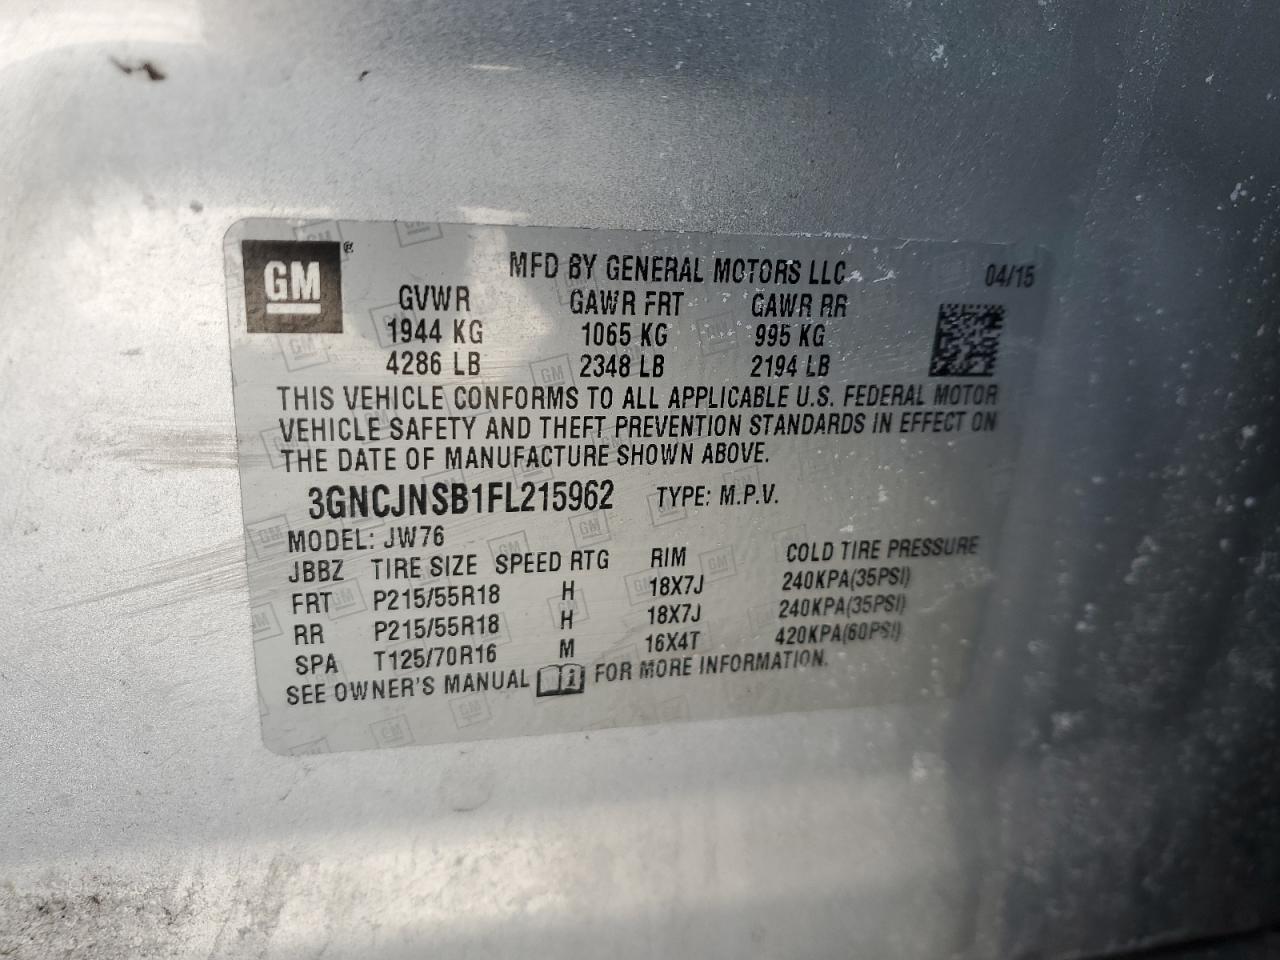 GM®
MFD BY GENERAL MOTORS LLC 04/15
GVWR GAWR FRT GAWR RR
1944 KG 1065 KG 995 KG
4286 LB 2348 LB 2194 LB
THIS VEHICLE CONFORMS TO ALL APPLICABLE U.S. FEDERAL MOTOR
VEHICLE SAFETY AND THEFT PREVENTION STANDARDS IN EFFECT ON
THE DATE OF MANUFACTURE SHOWN ABOVE.
3GNCJNSB1FL215962 TYPE: M.P.V.
MODEL: JW76
JBBZ TIRE SIZE SPEED RTG RIM COLD TIRE PRESSURE
FRT P215/55R18 H 18X7J 240KPA(35PSI)
RR P215/55R18 H 18X7J 240KPA(35PSI)
SPA T125/70R16 M 16X4T 420KPA(60PSI)
SEE OWNER'S MANUAL FOR MORE INFORMATION.